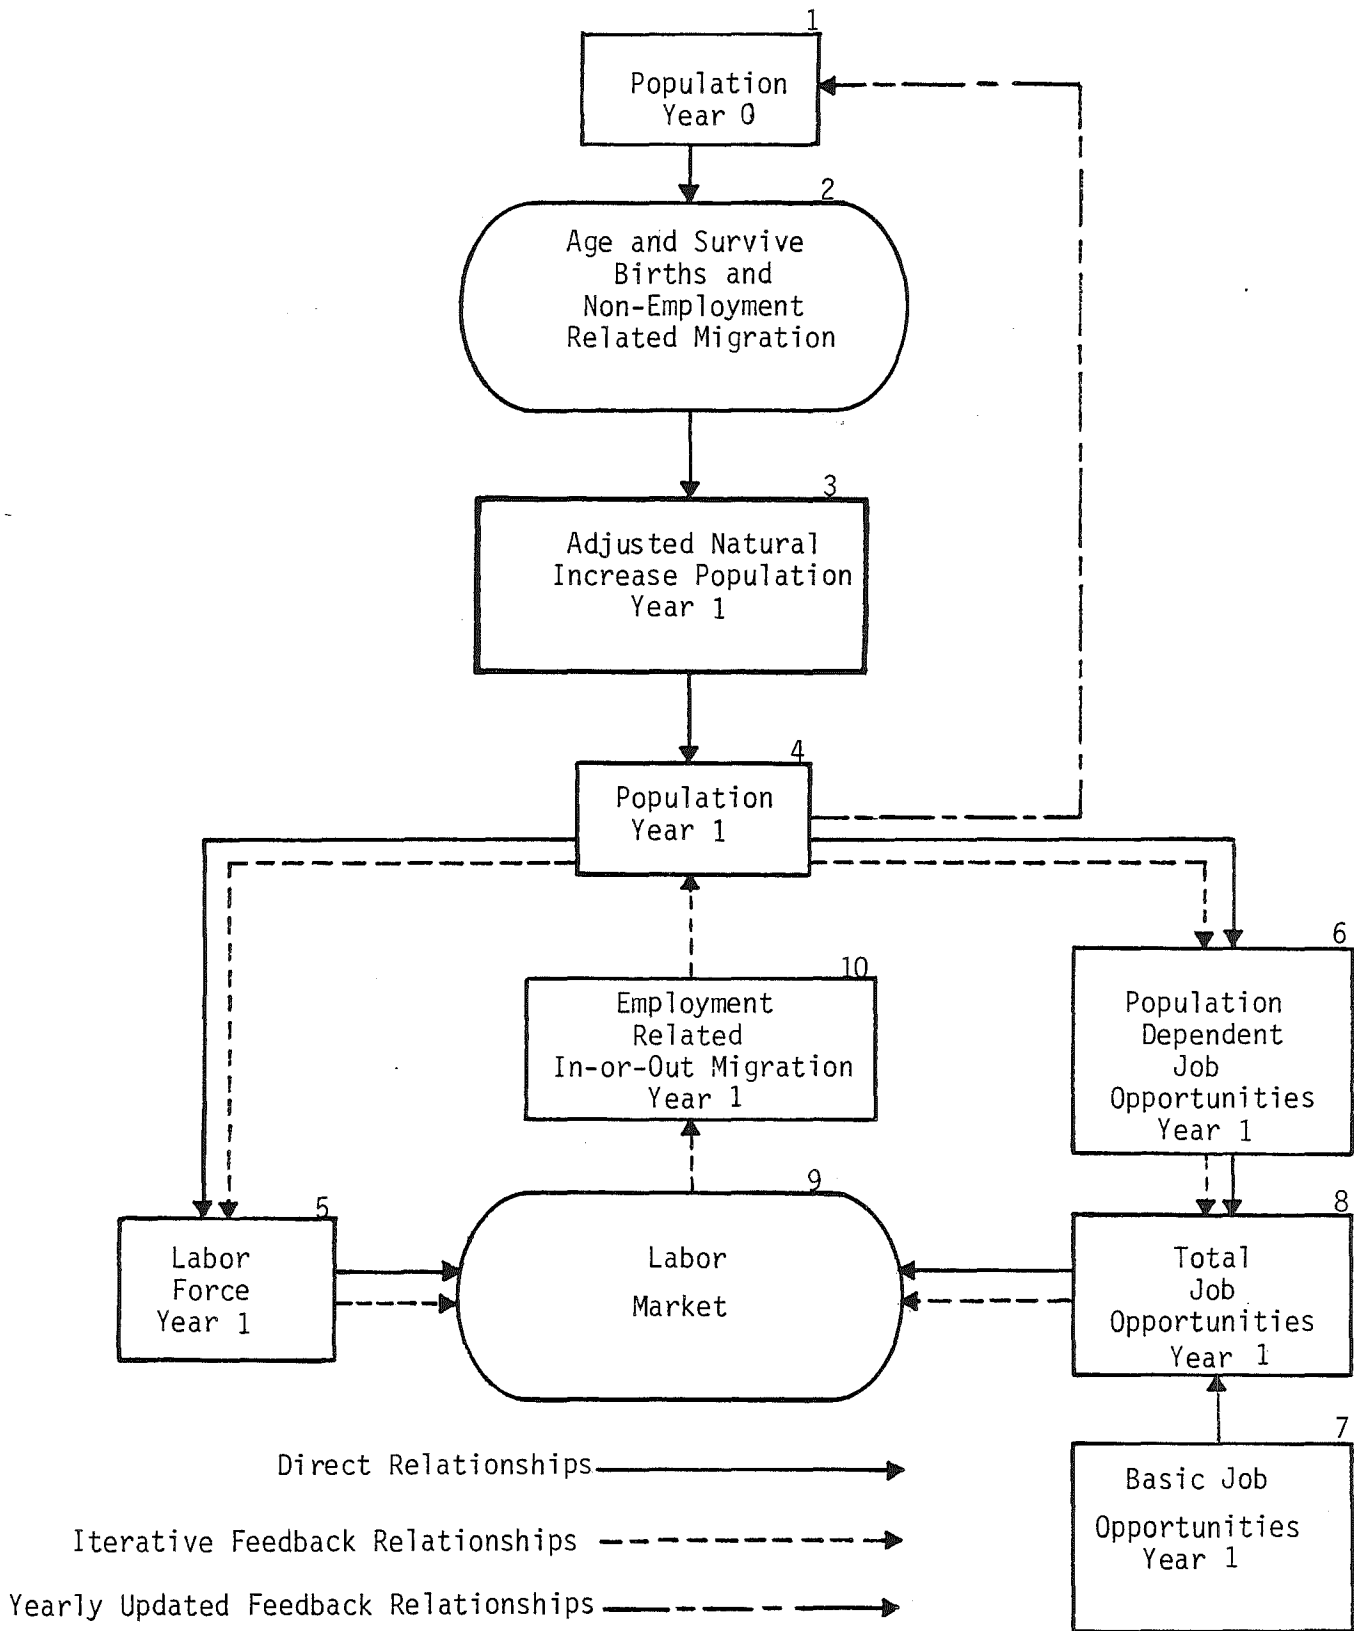 1
Population
Year 0
2
Age and Survive
Births and
Non-Employment
Related Migration
3
Adjusted Natural
Increase Population
Year 1
4
Population
Year 1
10
Employment
Related
In-or-Out Migration
Year 1
6
Population
Dependent
Job
Opportunities
Year 1
5
Labor
Force
Year 1
9
Labor
Market
8
Total
Job
Opportunities
Year 1
7
Basic Job
Opportunities
Year 1
Direct Relationships
Iterative Feedback Relationships
Yearly Updated Feedback Relationships